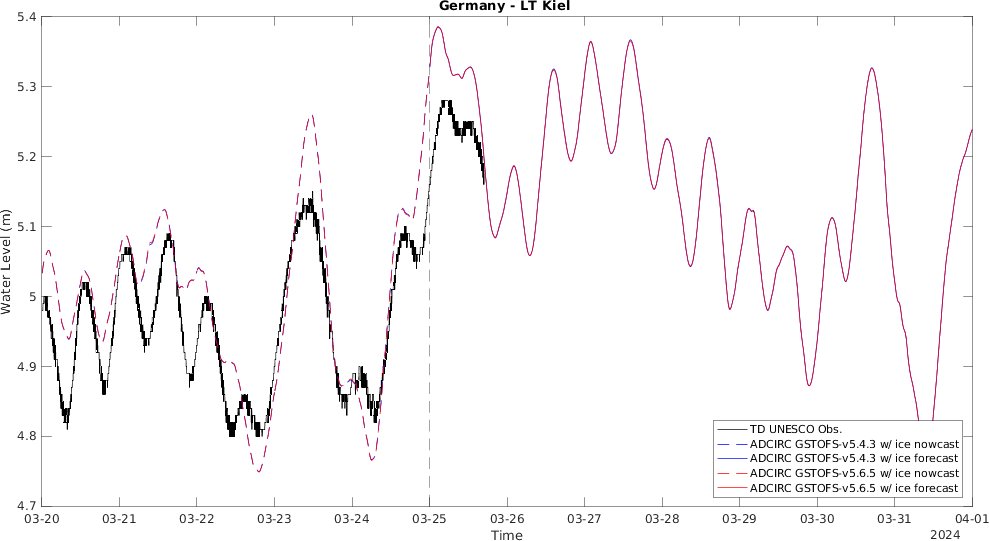 Germany - LT Kiel
5.4
5.3
5.2
5.1
5
4.9
4.8
4.7
Water Level (m)
03-20
03-21
03-22
03-23
03-24
03-25
03-26
03-27
03-28
03-29
03-30
03-31
04-01
Time
2024
TD UNESCO Obs.
ADCIRC GSTOFS-v5.4.3 w/ ice nowcast
ADCIRC GSTOFS-v5.4.3 w/ ice forecast
ADCIRC GSTOFS-v5.6.5 w/ ice nowcast
ADCIRC GSTOFS-v5.6.5 w/ ice forecast